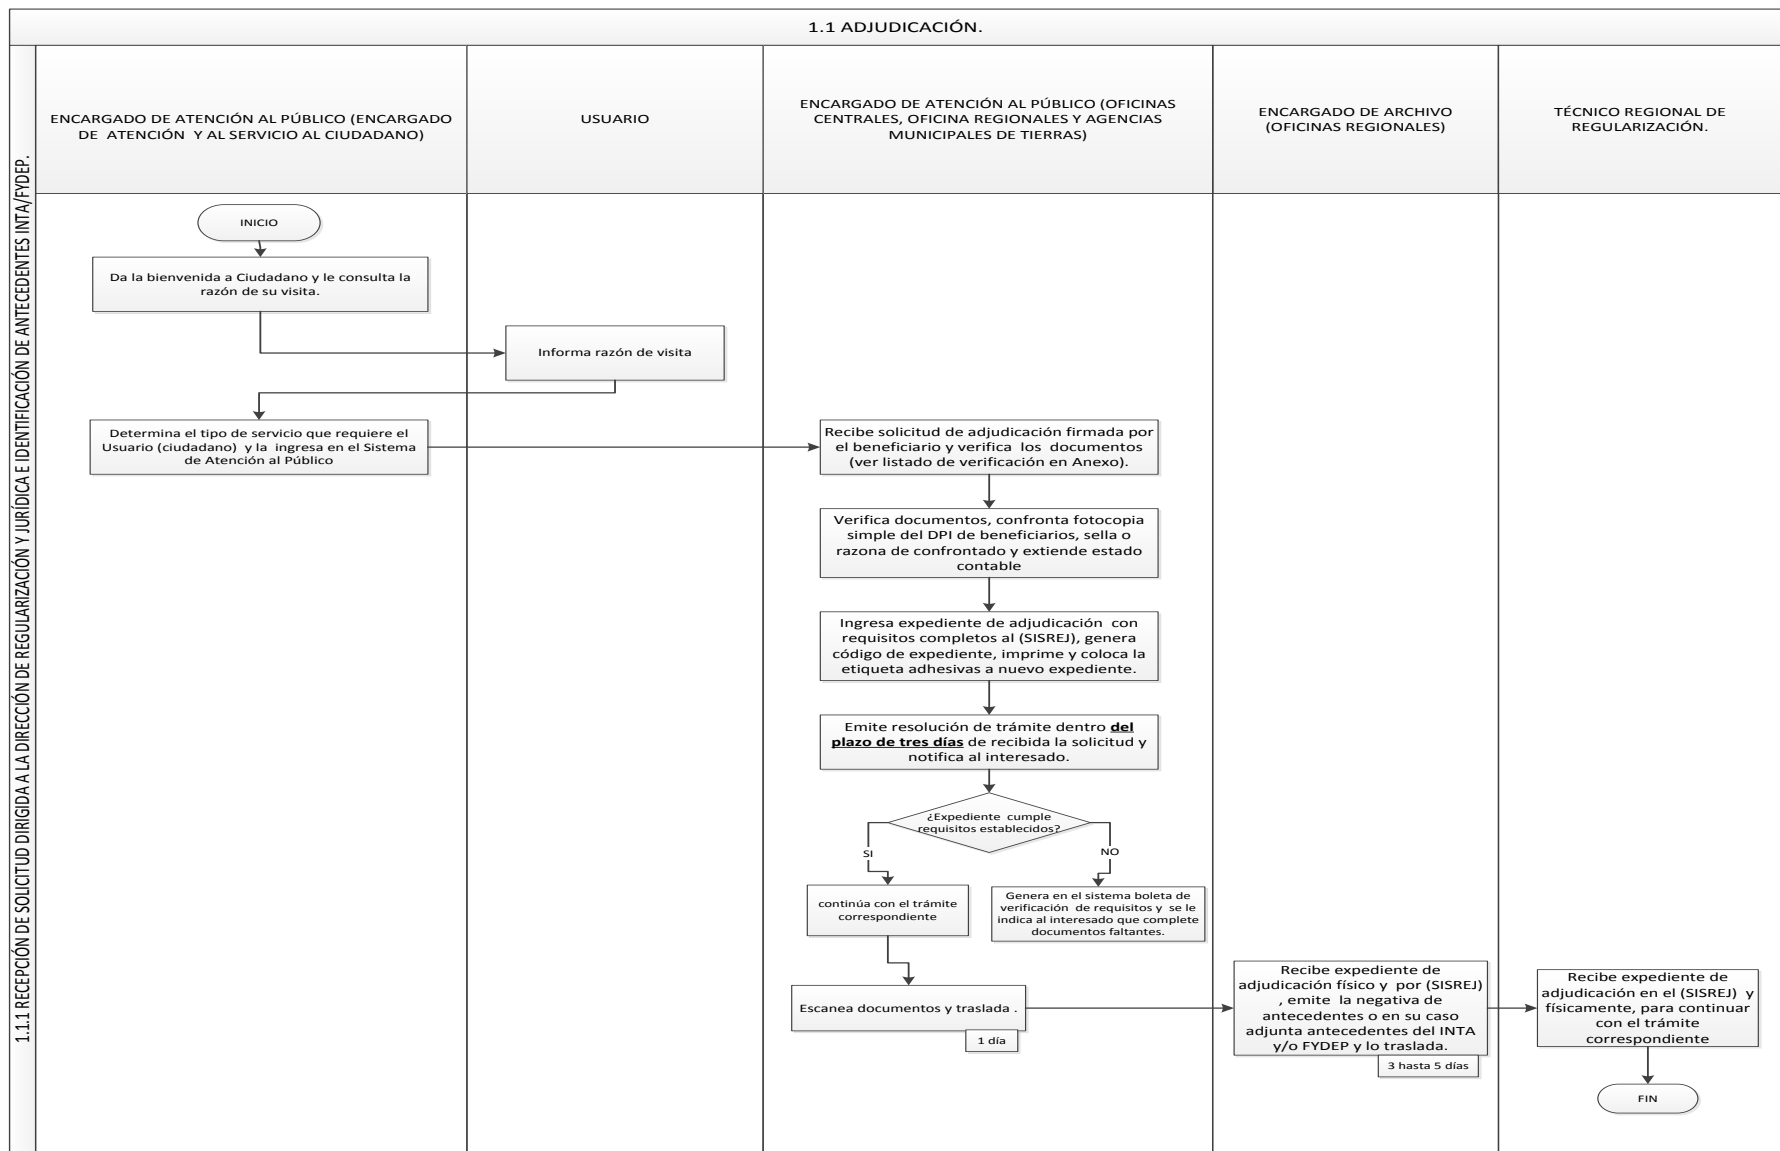 1.1 ADJUDICACIÓN.
1.1.1 RECEPCIÓN DE SOLICITUD DIRIGIDA A LA DIRECCIÓN DE REGULARIZACIÓN Y JURÍDICA E IDENTIFICACIÓN DE ANTECEDENTES INTA/FYDEP.
ENCARGADO DE ATENCIÓN AL PÚBLICO (ENCARGADO
DE ATENCIÓN Y AL SERVICIO AL CIUDADANO)
USUARIO
ENCARGADO DE ATENCIÓN AL PÚBLICO (OFICINAS
CENTRALES, OFICINA REGIONALES Y AGENCIAS
MUNICIPALES DE TIERRAS)
ENCARGADO DE ARCHIVO
(OFICINAS REGIONALES)
TÉCNICO REGIONAL DE
REGULARIZACIÓN.
INICIO
Da la bienvenida a Ciudadano y le consulta la
razón de su visita.
Informa razón de visita
Determina el tipo de servicio que requiere el
Usuario (ciudadano) y la ingresa en el Sistema
de Atención al Público
Recibe solicitud de adjudicación firmada por
el beneficiario y verifica los documentos
(ver listado de verificación en Anexo).
Verifica documentos, confronta fotocopia
simple del DPI de beneficiarios, sella o
razona de confrontado y extiende estado
contable
Ingresa expediente de adjudicación con
requisitos completos al (SISREJ), genera
código de expediente, imprime y coloca la
etiqueta adhesivas a nuevo expediente.
Emite resolución de trámite dentro del
plazo de tres días de recibida la solicitud y
notifica al interesado.
¿Expediente cumple
requisitos establecidos?
SI
NO
continúa con el trámite
correspondiente
Genera en el sistema boleta de
verificación de requisitos y se le
indica al interesado que complete
documentos faltantes.
Escanea documentos y traslada .
1 día
Recibe expediente de
adjudicación físico y por (SISREJ)
, emite la negativa de
antecedentes o en su caso
adjunta antecedentes del INTA
y/o FYDEP y lo traslada.
3 hasta 5 días
Recibe expediente de
adjudicación en el (SISREJ) y
físicamente, para continuar
con el trámite
correspondiente
FIN